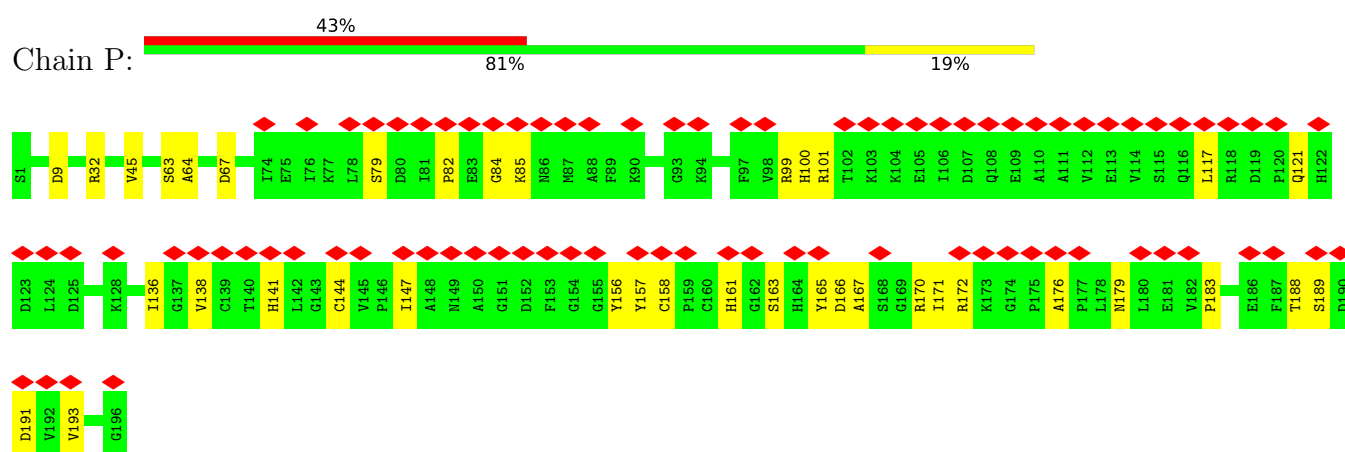 43%
Chain P:
81% 19%
S1 D9 R32 V45 S63 A64 D67 I74 E75 I76 K77 L78 S79 D80 I81 P82 E83 G84 K85 N86 M87 A88 F89 K90 G93 K94 F97 V98 R99 H100 R101 T102 K103 K104 E105 I106 D107 Q108 E109 A110 A111 V112 E113 V114 S115 Q116 L117 R118 D119 P120 Q121 H122
D123 L124 D125 K128 I136 G137 V138 C139 T140 H141 L142 G143 C144 V145 P146 I147 A148 N149 A150 G151 D152 F153 G154 G155 Y156 Y157 C158 P159 C160 H161 G162 S163 H164 Y165 D166 A167 S168 G169 R170 I171 R172 K173 G174 P175 A176 P177 L178 N179 L180 E181 V182 P183 E186 F187 T188 S189 D190
D191 V192 V193 G196